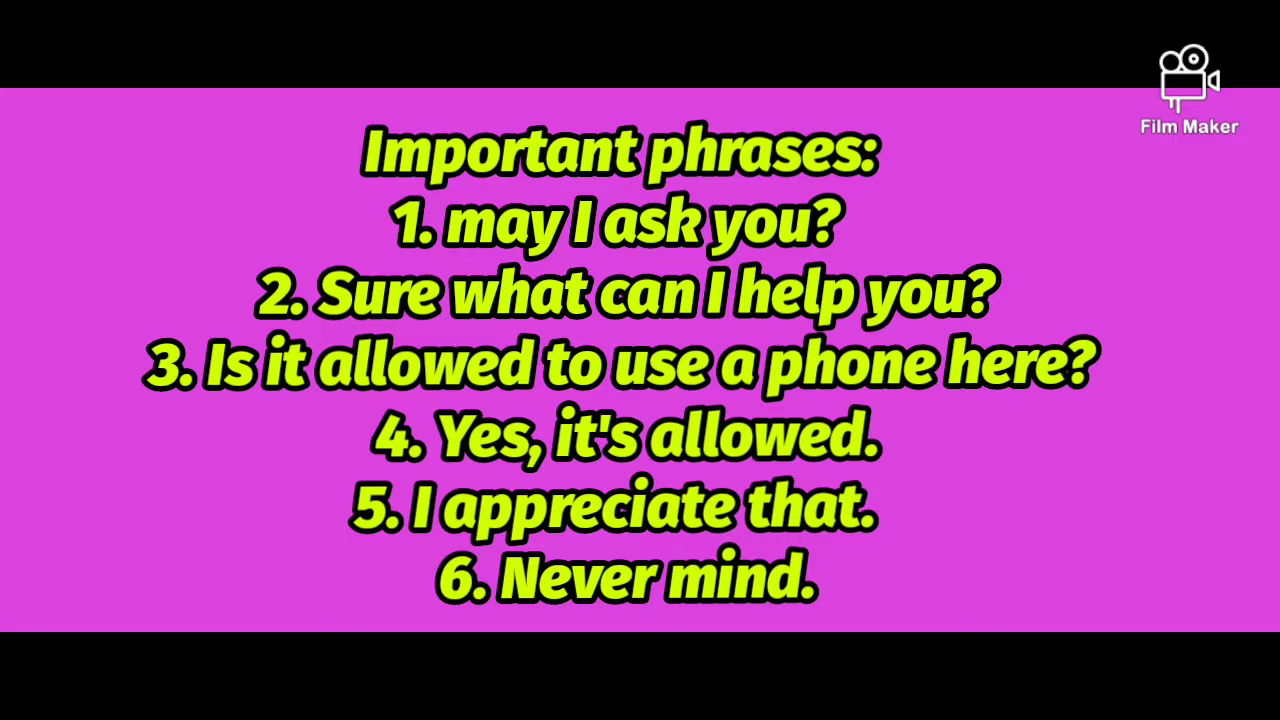 Film Maker
Important phrases:
1. may I ask you?
2. Sure what can I help you?
3. Is it allowed to use a phone here?
4. Yes, it's allowed.
5. I appreciate that.
6. Never mind.